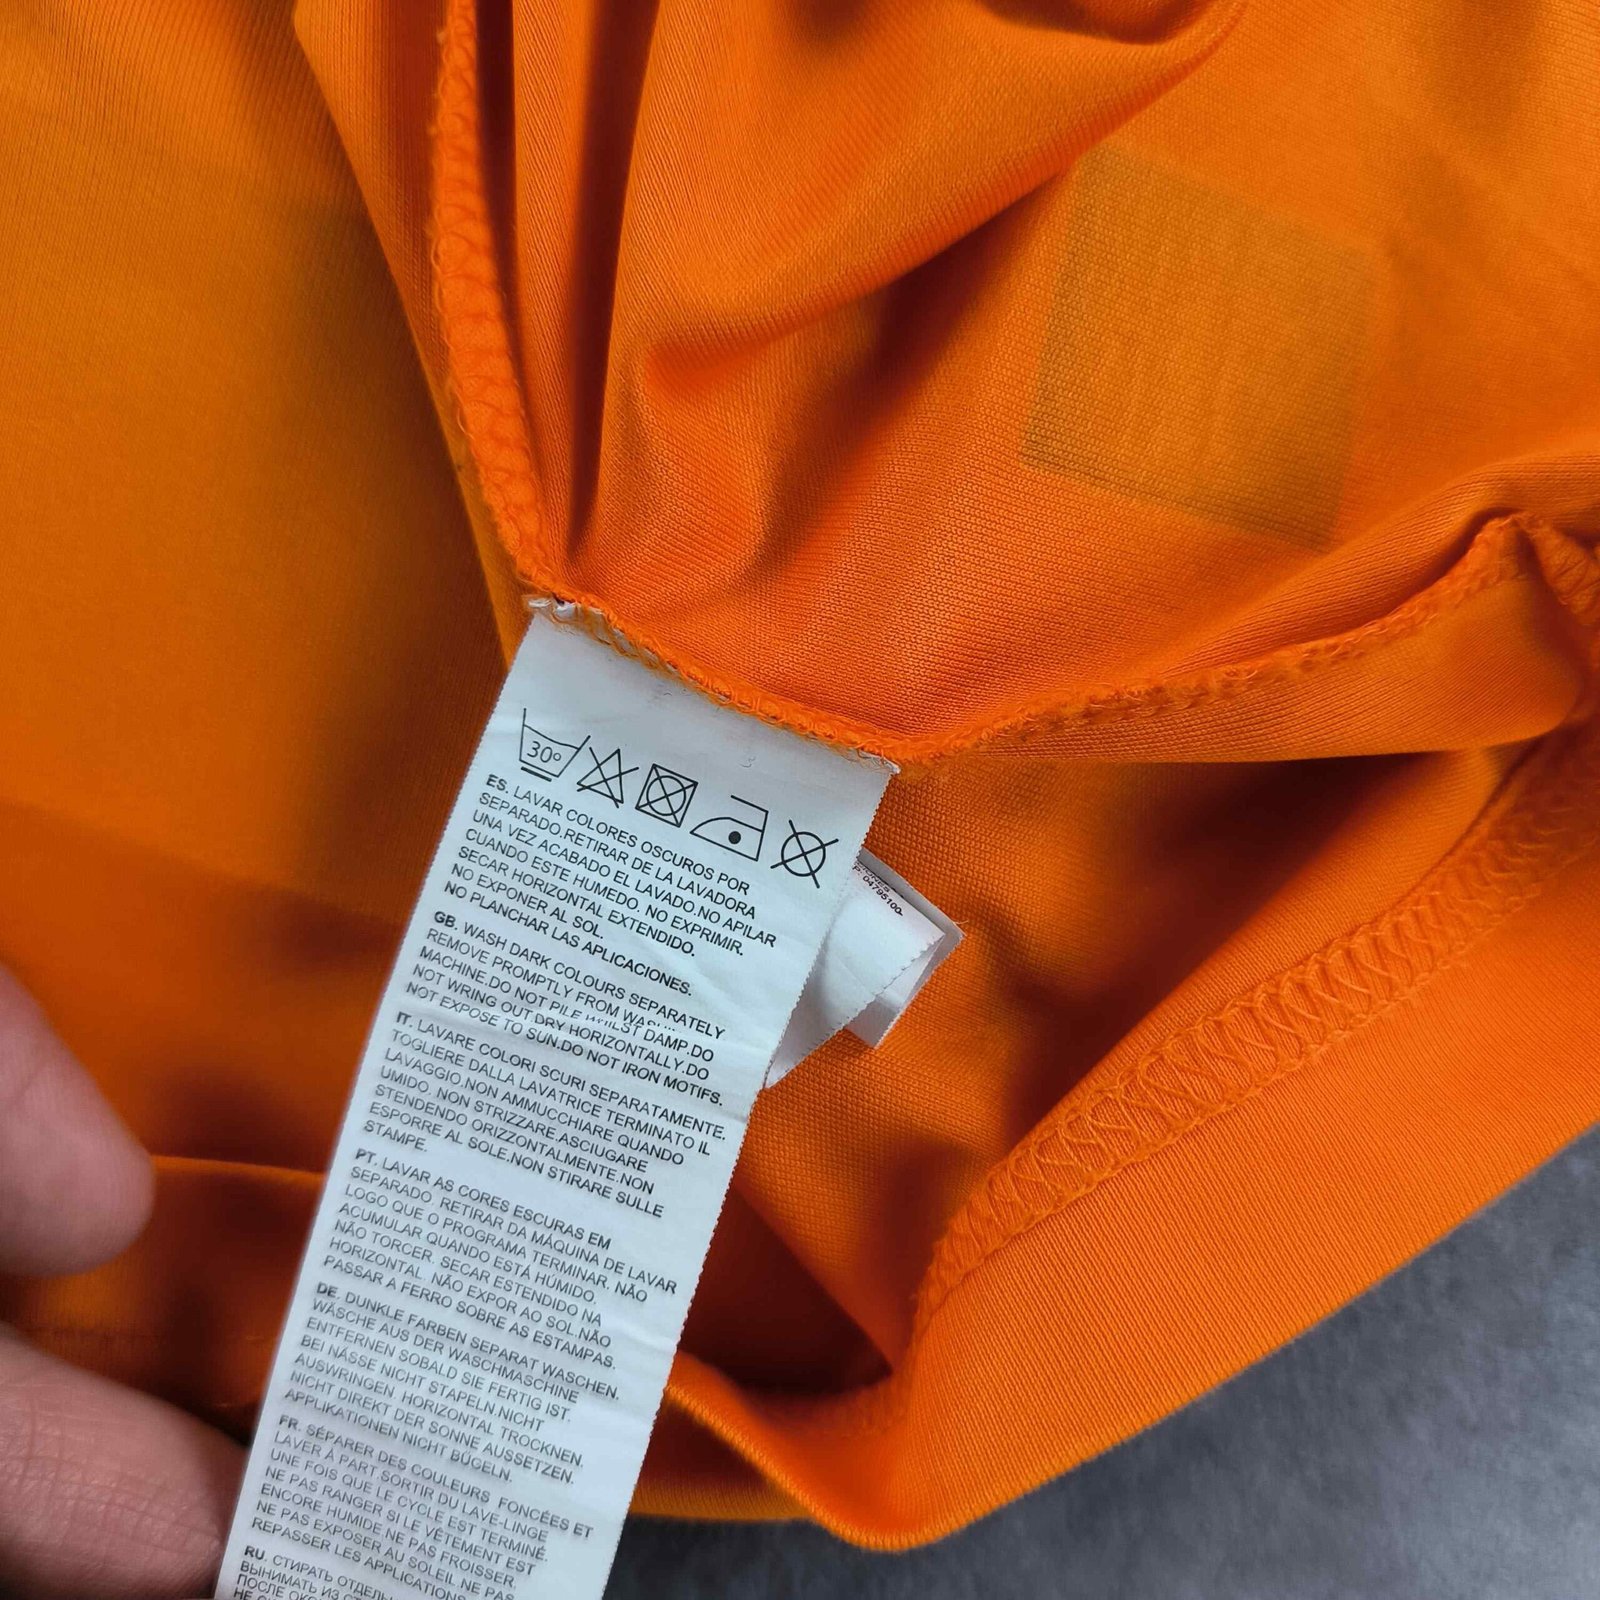 30°
ES. LAVAR COLORES OSCUROS POR
SEPARADO.RETIRAR DE LA LAVADORA
UNA VEZ ACABADO EL LAVADO.NO APILAR
CUANDO ESTE HUMEDO. NO EXPRIMIR.
SECAR HORIZONTAL EXTENDIDO.
NO EXPONER AL SOL.
NO PLANCHAR LAS APLICACIONES.
GB. WASH DARK COLOURS SEPARATELY
REMOVE PROMPTLY FROM
MACHINE.DO NOT PILE WHILST DAMP.DO
NOT WRING OUT.DRY HORIZONTALLY.DO
NOT EXPOSE TO SUN.DO NOT IRON MOTIFS.
IT. LAVARE COLORI SCURI SEPARATAMENTE.
TOGLIERE DALLA LAVATRICE TERMINATO IL
LAVAGGIO.NON AMMUCCHIARE QUANDO
UMIDO. NON STRIZZARE.ASCIUGARE
STENDENDO ORIZZONTALMENTE.NON
ESPORRE AL SOLE.NON STIRARE SULLE
STAMPE.
PT. LAVAR AS CORES ESCURAS EM
SEPARADO. RETIRAR DA MÁQUINA DE LAVAR
LOGO QUE O PROGRAMA TERMINAR. NÃO
ACUMULAR QUANDO ESTÁ HÚMIDO.
NÃO TORCER. SECAR ESTENDIDO NA
HORIZONTAL. NÃO EXPOR AO SOL.NÃO
PASSAR A FERRO SOBRE AS ESTAMPAS.
DE. DUNKLE FARBEN SEPARAT WASCHEN.
WÄSCHE AUS DER WASCHMASCHINE
ENTFERNEN SOBALD SIE FERTIG IST.
BEI NÄSSE NICHT STAPELN.NICHT
AUSWRINGEN. HORIZONTAL TROCKNEN.
NICHT DIREKT DER SONNE AUSSETZEN.
APPLIKATIONEN NICHT BÜGELN.
FR. SÉPARER DES COULEURS FONCÉES ET
LAVER À PART.SORTIR DU LAVE-LINGE
UNE FOIS QUE LE CYCLE EST TERMINÉ.
NE PAS RANGER SI LE VÊTEMENT EST
ENCORE HUMIDE.NE PAS FROISSER.
NE PAS EXPOSER AU SOLEIL.NE PAS
REPASSER LES APPLICATIONS.
RU. СТИРАТЬ
ВЫНИМАТЬ ИЗ
ПОСЛЕ
НЕ
04795100